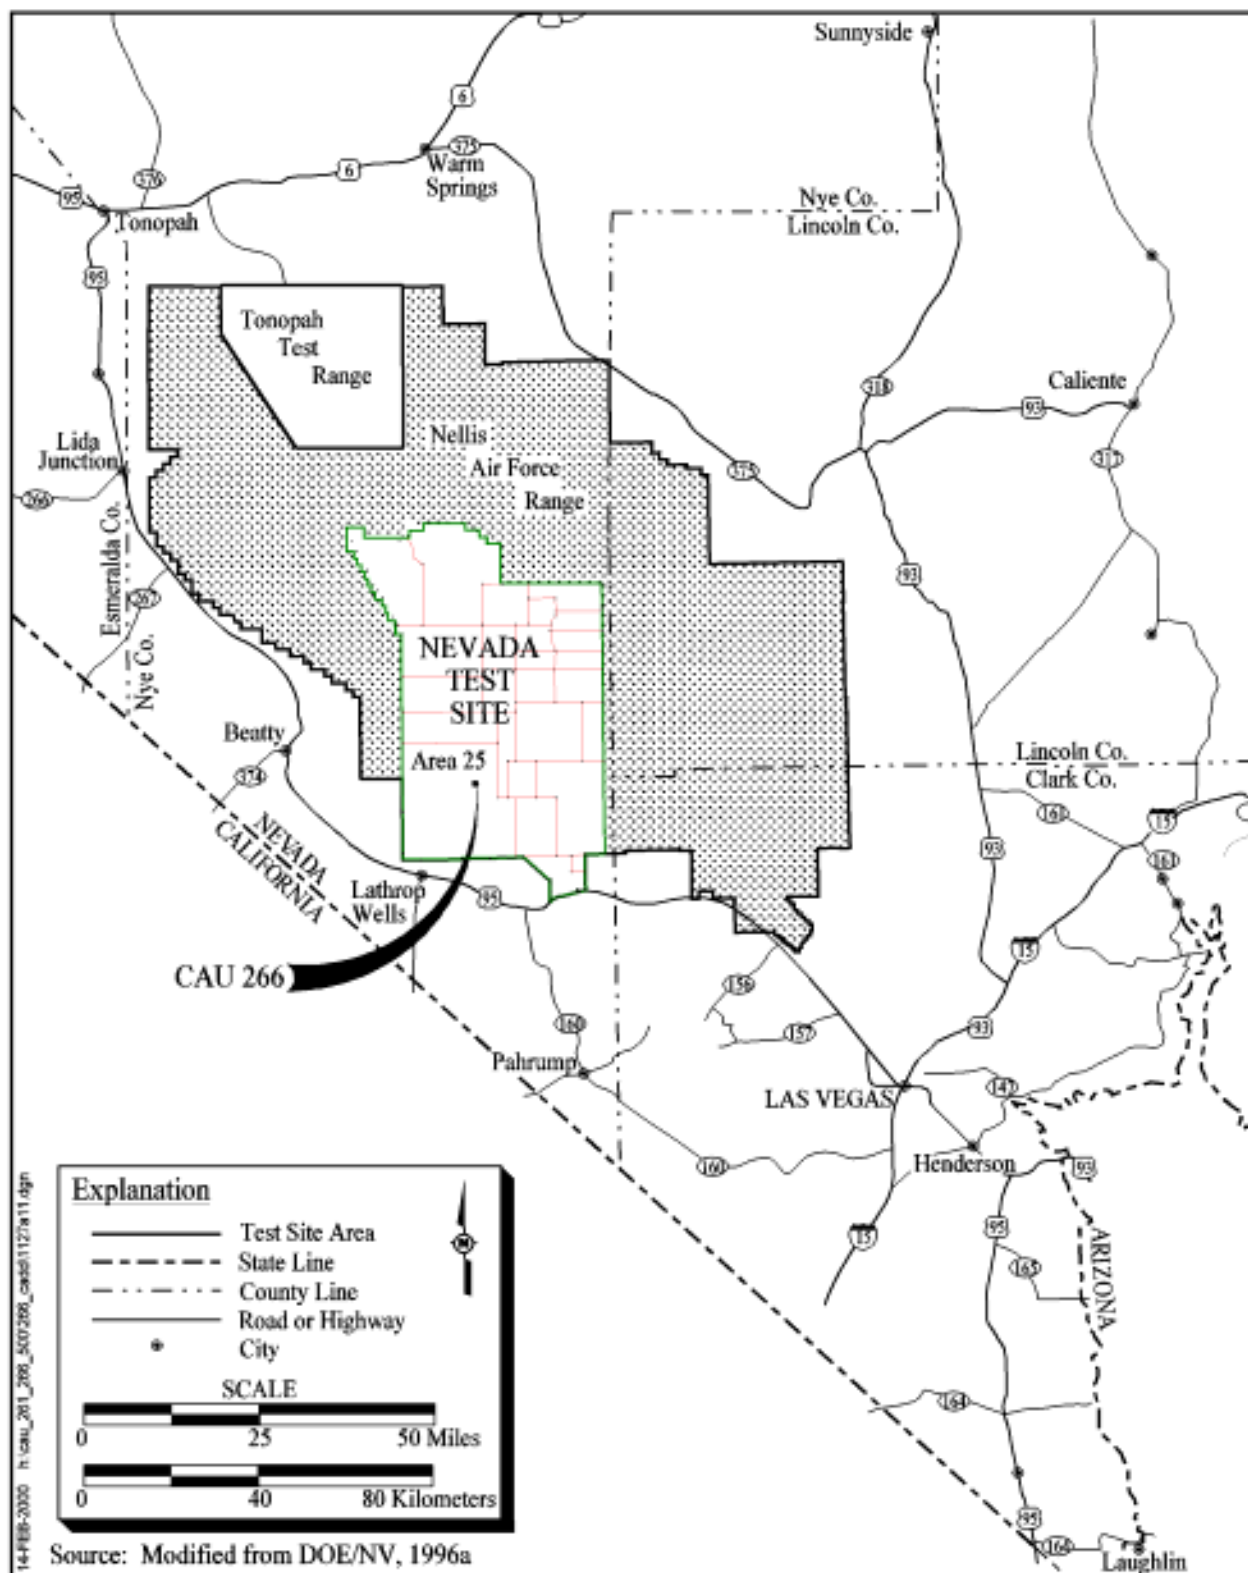 Sunnyside
6
375
Warm
Springs
6
376
95
Tonopah
Nye Co.
Lincoln Co.
95
Tonopah
Test
Range
318
Caliente
93
Nellis
Air Force
Range
Lida
Junction
266
375
317
Esmeralda Co.
Nye Co.
267
93
NEVADA
TEST
SITE
Beatty
374
Area 25
Lincoln Co.
Clark Co.
NEVADA
CALIFORNIA
161
15
93
Lathrop
Wells
95
CAU 266
15
156
157
160
93
Pahrump
LAS VEGAS
147
160
Henderson
93
15
95
165
ARIZONA
164
95
164
Laughlin
Explanation
Test Site Area
State Line
County Line
Road or Highway
City
N
SCALE
0 25 50 Miles
0 40 80 Kilometers
Source: Modified from DOE/NV, 1996a